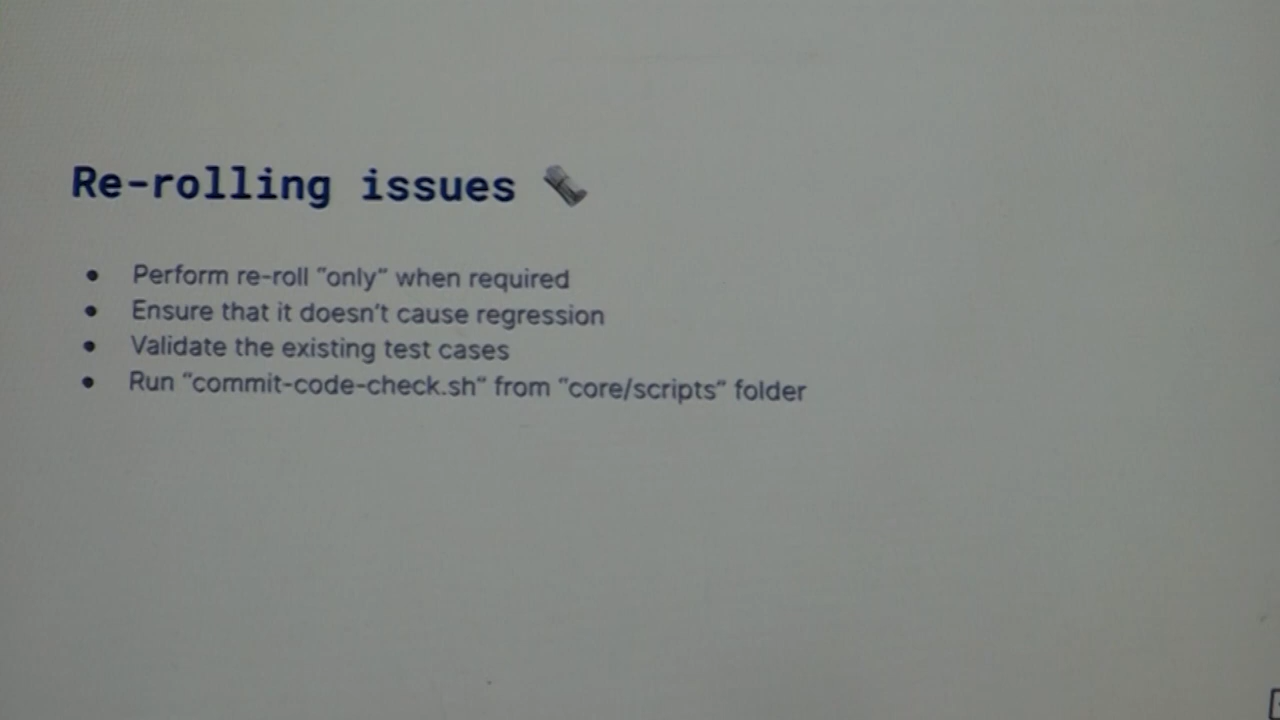 Re-rolling issues
Perform re-roll “only” when required
Ensure that it doesn’t cause regression
Validate the existing test cases
Run “commit-code-check.sh” from “core/scripts” folder